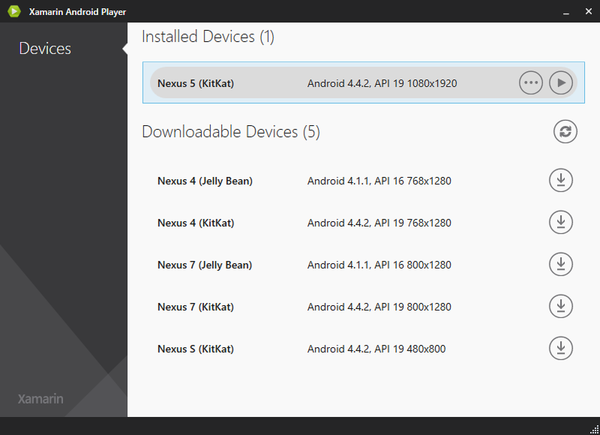 Xamarin Android Player
Devices
Installed Devices (1)
Nexus 5 (KitKat) Android 4.4.2, API 19 1080x1920
Downloadable Devices (5)
Nexus 4 (Jelly Bean) Android 4.1.1, API 16 768x1280
Nexus 4 (KitKat) Android 4.4.2, API 19 768x1280
Nexus 7 (Jelly Bean) Android 4.1.1, API 16 800x1280
Nexus 7 (KitKat) Android 4.4.2, API 19 800x1280
Nexus S (KitKat) Android 4.4.2, API 19 480x800
Xamarin